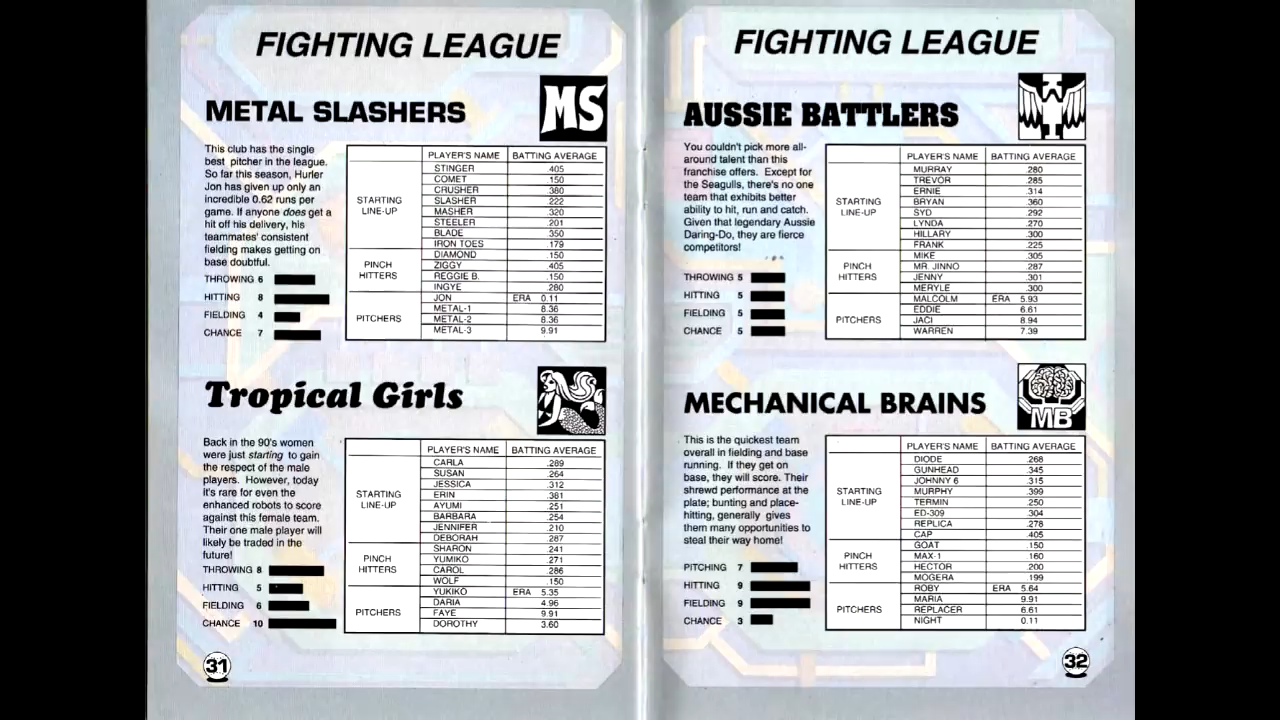 FIGHTING LEAGUE
METAL SLASHERS
MS
This club has the single
best pitcher in the league.
So far this season, Hurler
Jon has given up only an
incredible 0.62 runs per
game. If anyone does get a
hit off his delivery, his
teammates' consistent
fielding makes getting on
base doubtful.
THROWING 6
HITTING 8
FIELDING 4
CHANCE 7
PLAYER'S NAME BATTING AVERAGE
STARTING
LINE-UP
STINGER .405
COMET .150
CRUSHER .380
SLASHER .222
MASHER .320
STEELER .201
BLADE .350
IRON TOES .179
PINCH
HITTERS
DIAMOND .150
ZIGGY .405
REGGIE B. .150
INGYE .280
PITCHERS
JON ERA 0.11
METAL-1 8.36
METAL-2 8.36
METAL-3 9.91
Tropical Girls
Back in the 90's women
were just starting to gain
the respect of the male
players. However, today
it's rare for even the
enhanced robots to score
against this female team.
Their one male player will
likely be traded in the
future!
THROWING 8
HITTING 5
FIELDING 6
CHANCE 10
PLAYER'S NAME BATTING AVERAGE
STARTING
LINE-UP
CARLA .289
SUSAN .264
JESSICA .312
ERIN .381
AYUMI .251
BARBARA .254
JENNIFER .210
DEBORAH .287
PINCH
HITTERS
SHARON .241
YUMIKO .271
CAROL .286
WOLF .150
PITCHERS
YUKIKO ERA 5.35
DARIA 4.96
FAYE 9.91
DOROTHY 3.60
31
FIGHTING LEAGUE
AUSSIE BATTLERS
You couldn't pick more all-
around talent than this
franchise offers. Except for
the Seagulls, there's no one
team that exhibits better
ability to hit, run and catch.
Given that legendary Aussie
Daring-Do, they are fierce
competitors!
THROWING 5
HITTING 5
FIELDING 5
CHANCE 5
PLAYER'S NAME BATTING AVERAGE
STARTING
LINE-UP
MURRAY .280
TREVOR .285
ERNIE .314
BRYAN .360
SYD .292
LYNDA .270
HILLARY .300
FRANK .225
PINCH
HITTERS
MIKE .305
MR. JINNO .287
JENNY .301
MERYLE .300
PITCHERS
MALCOLM ERA 5.93
EDDIE 6.61
JACI 8.94
WARREN 7.39
MECHANICAL BRAINS
MB
This is the quickest team
overall in fielding and base
running. If they get on
base, they will score. Their
shrewd performance at the
plate; bunting and place-
hitting, generally gives
them many opportunities to
steal their way home!
PITCHING 7
HITTING 9
FIELDING 9
CHANCE 3
PLAYER'S NAME BATTING AVERAGE
STARTING
LINE-UP
DIODE .268
GUNHEAD .345
JOHNNY 6 .315
MURPHY .399
TERMIN .250
ED-309 .304
REPLICA .278
CAP .405
PINCH
HITTERS
GOAT .150
MAX-1 .160
HECTOR .200
MOGERA .199
PITCHERS
ROBY ERA 5.64
MARIA 9.91
REPLACER 6.61
NIGHT 0.11
32